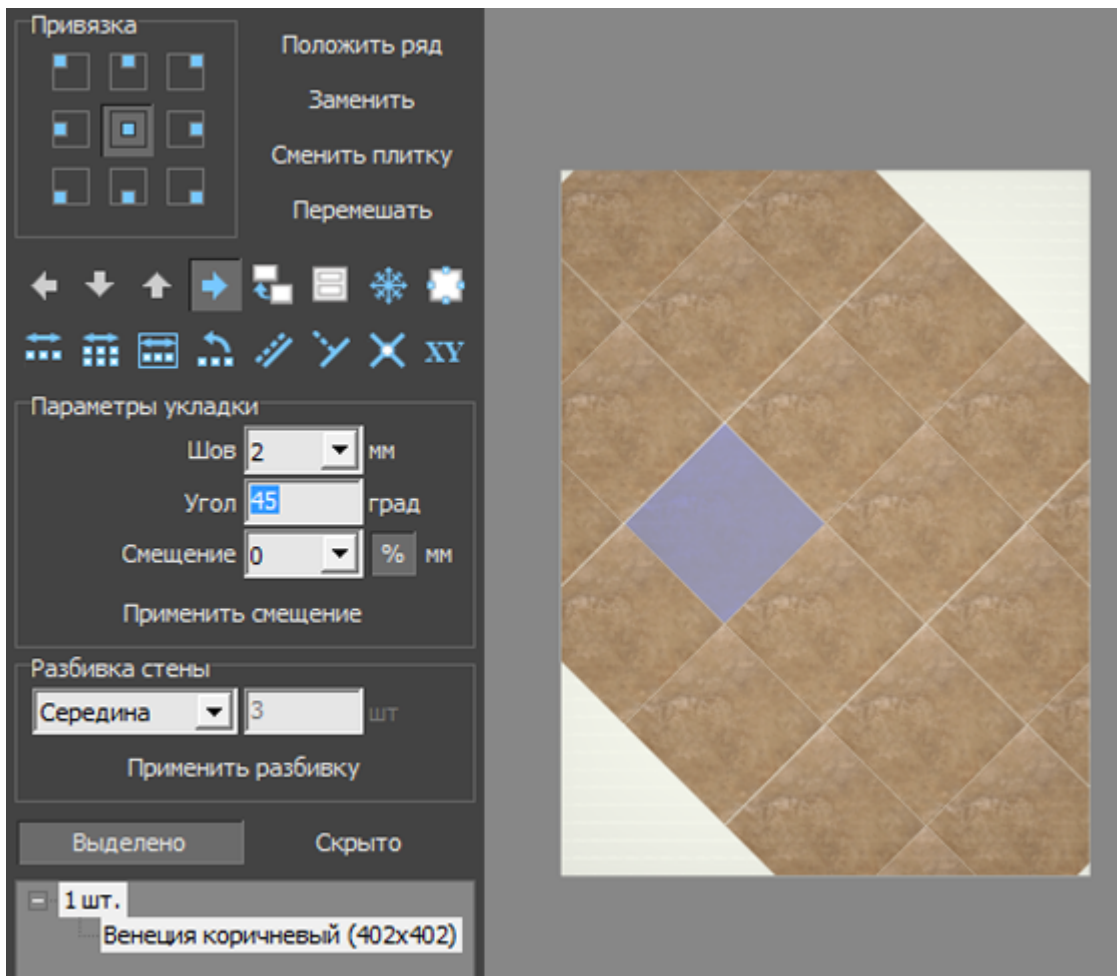 Привязка
Положить ряд
Заменить
Сменить плитку
Перемешать
XY
Параметры укладки
Шов 2 мм
Угол 45 град
Смещение 0 % мм
Применить смещение
Разбивка стены
Середина 3 шт
Применить разбивку
Выделено Скрыто
1 шт.
Венеция коричневый (402x402)